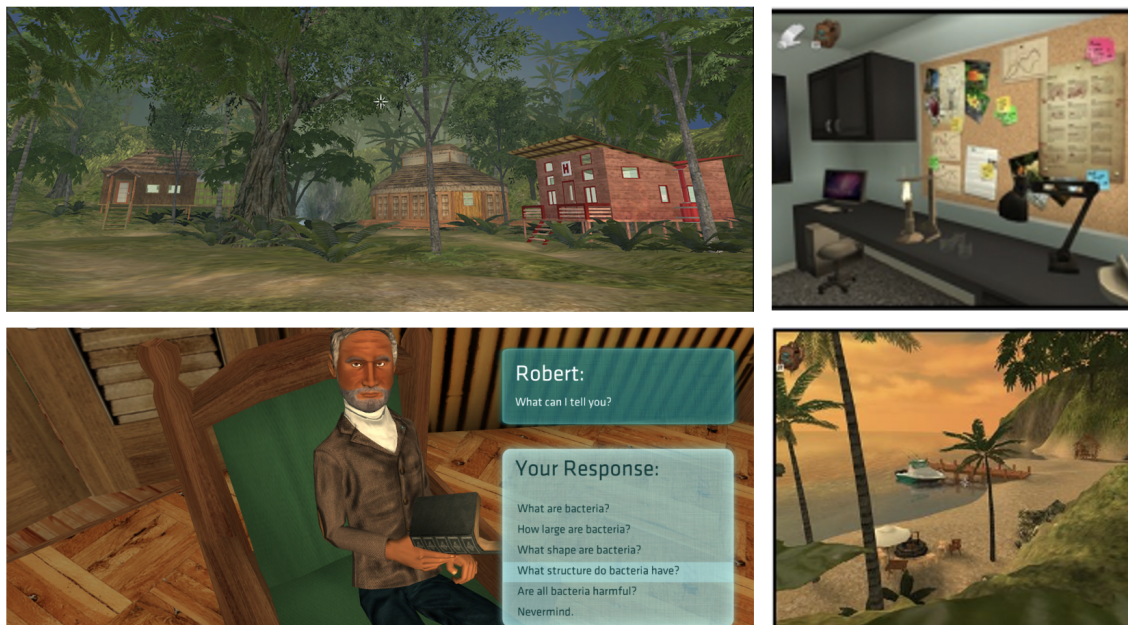 H
Robert:
What can I tell you?
Your Response:
What are bacteria?
How large are bacteria?
What shape are bacteria?
What structure do bacteria have?
Are all bacteria harmful?
Nevermind.